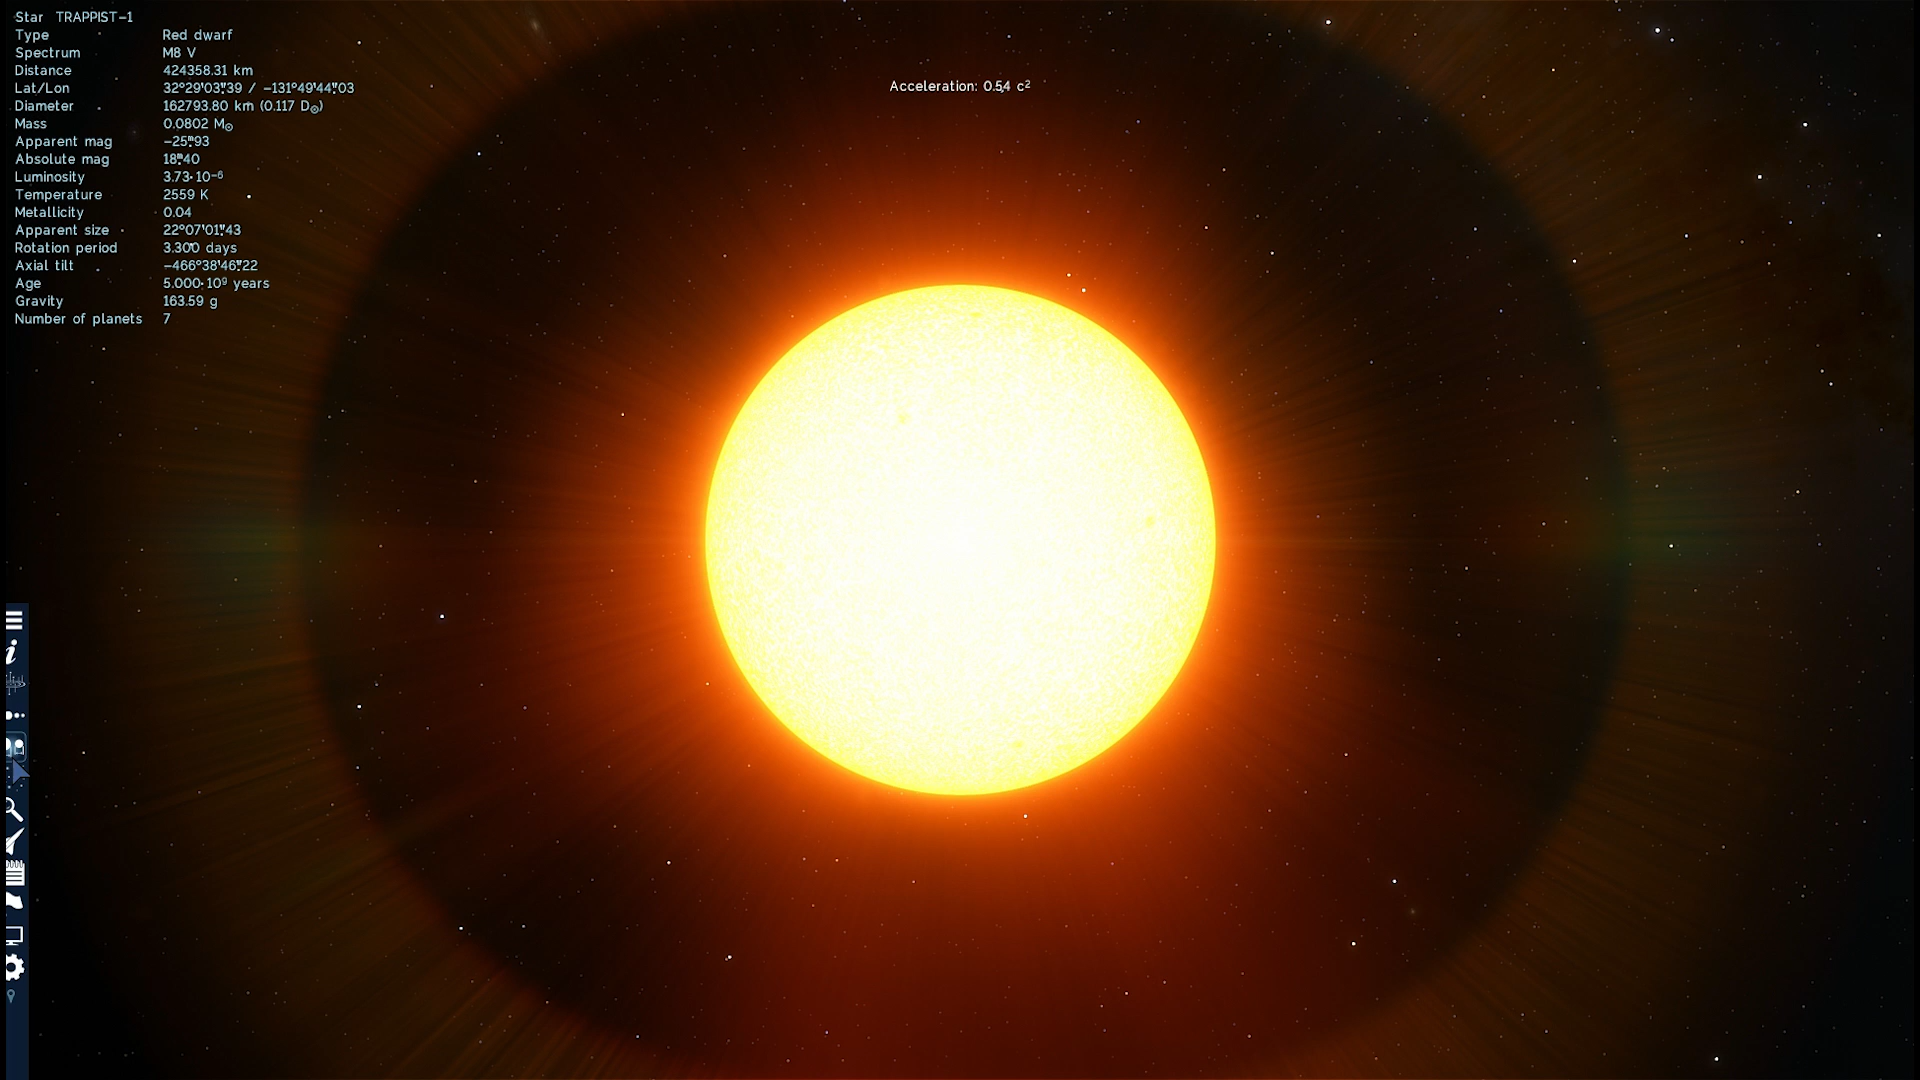 Star TRAPPIST-1
Type Red dwarf
Spectrum M8 V
Distance 424358.31 km
Lat/Lon 32°29'03"39 / -131°49'44"03
Diameter 162793.80 km (0.117 D☉)
Mass 0.0802 M☉
Apparent mag -25ᵐ.93
Absolute mag 18ᵐ.40
Luminosity 3.73·10⁻⁶
Temperature 2559 K
Metallicity 0.04
Apparent size 22°07'01"43
Rotation period 3.300 days
Axial tilt -466°38'46"22
Age 5.000·10⁹ years
Gravity 163.59 g
Number of planets 7
Acceleration: 0.54 c²